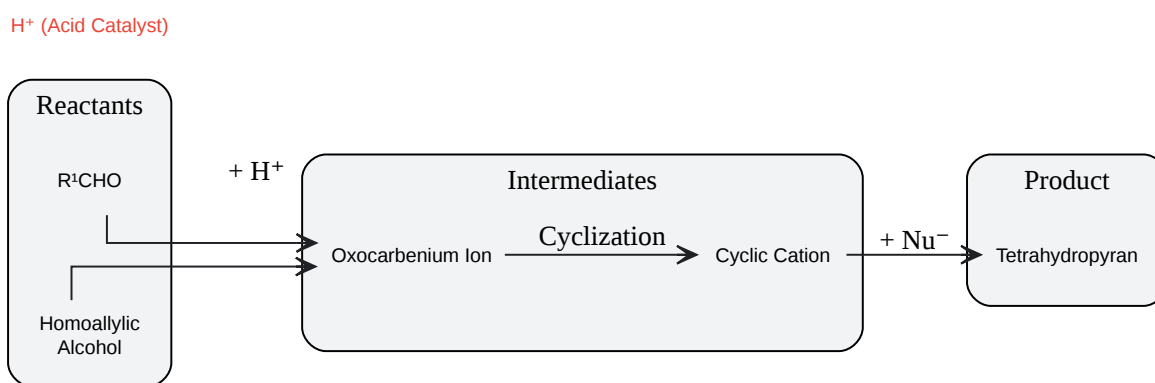 H⁺ (Acid Catalyst)
Reactants
R¹CHO
Homoallylic
Alcohol
+ H⁺
Intermediates
Oxocarbenium Ion
Cyclization
Cyclic Cation
+ Nu⁻
Product
Tetrahydropyran